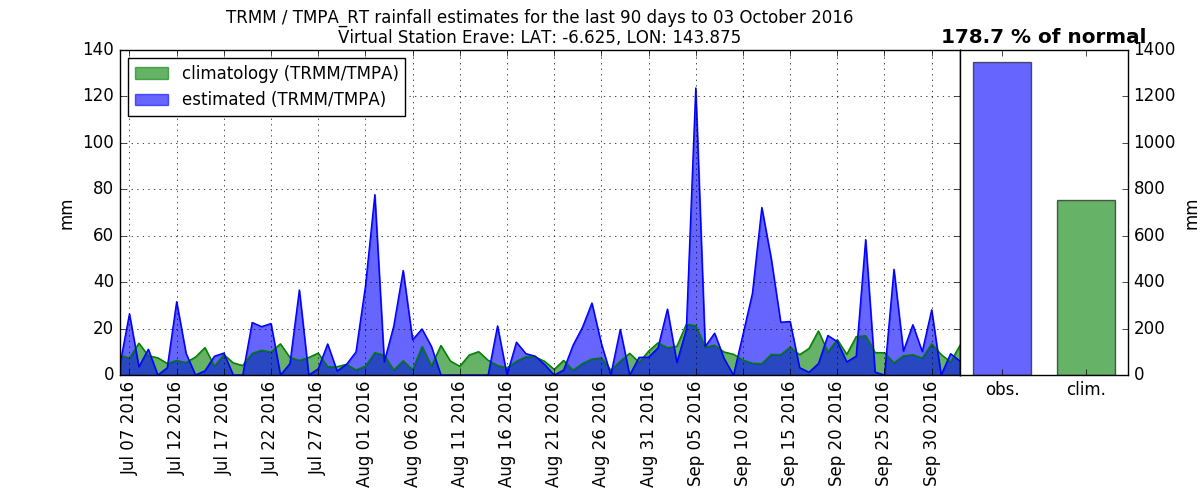 TRMM / TMPA_RT rainfall estimates for the last 90 days to 03 October 2016
Virtual Station Erave: LAT: -6.625, LON: 143.875
178.7 % of normal
climatology (TRMM/TMPA)
estimated (TRMM/TMPA)
140
120
100
80
60
40
20
0
mm
Jul 07 2016
Jul 12 2016
Jul 17 2016
Jul 22 2016
Jul 27 2016
Aug 01 2016
Aug 06 2016
Aug 11 2016
Aug 16 2016
Aug 21 2016
Aug 26 2016
Aug 31 2016
Sep 05 2016
Sep 10 2016
Sep 15 2016
Sep 20 2016
Sep 25 2016
Sep 30 2016
obs.
clim.
1400
1200
1000
800
600
400
200
0
mm